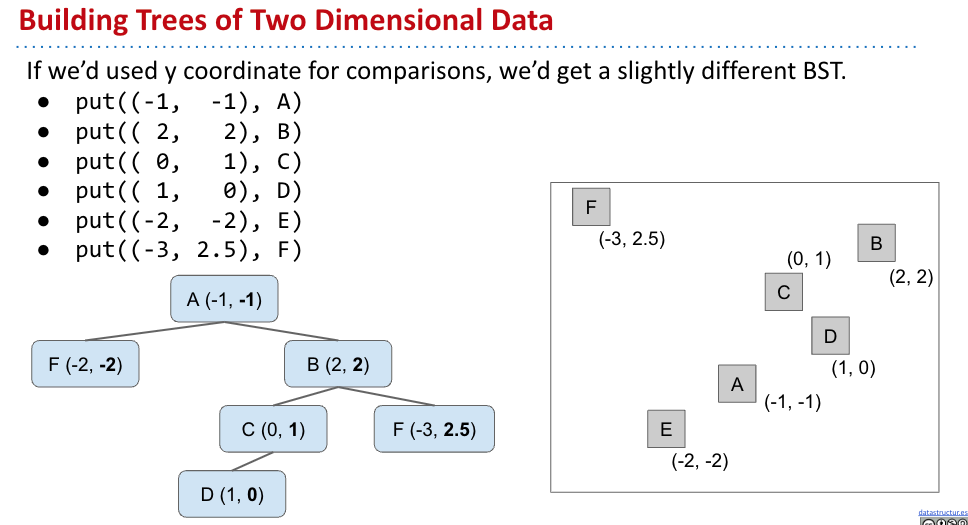 Building Trees of Two Dimensional Data
If we’d used y coordinate for comparisons, we’d get a slightly different BST.
● put((-1, -1), A)
● put(( 2, 2), B)
● put(( 0, 1), C)
● put(( 1, 0), D)
● put((-2, -2), E)
● put((-3, 2.5), F)
A (-1, -1)
F (-2, -2)
B (2, 2)
C (0, 1)
F (-3, 2.5)
D (1, 0)
F
(-3, 2.5)
B
(2, 2)
(0, 1)
C
D
(1, 0)
A
(-1, -1)
E
(-2, -2)
datastructur.es